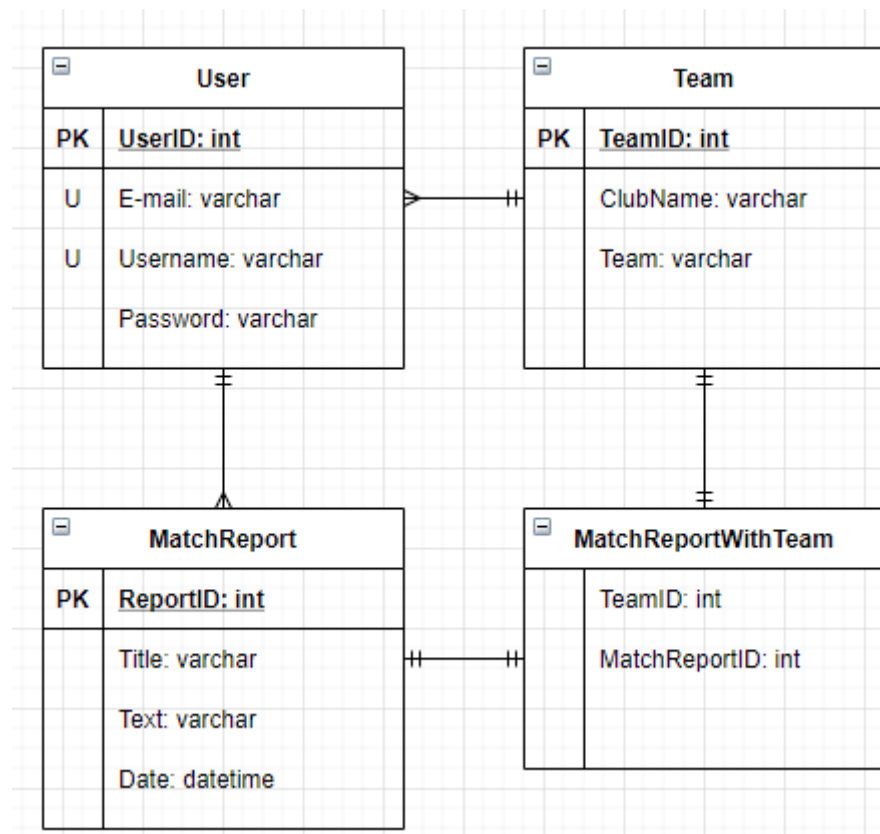 User
PK UserID: int
U E-mail: varchar
U Username: varchar
Password: varchar
Team
PK TeamID: int
ClubName: varchar
Team: varchar
MatchReport
PK ReportID: int
Title: varchar
Text: varchar
Date: datetime
MatchReportWithTeam
TeamID: int
MatchReportID: int